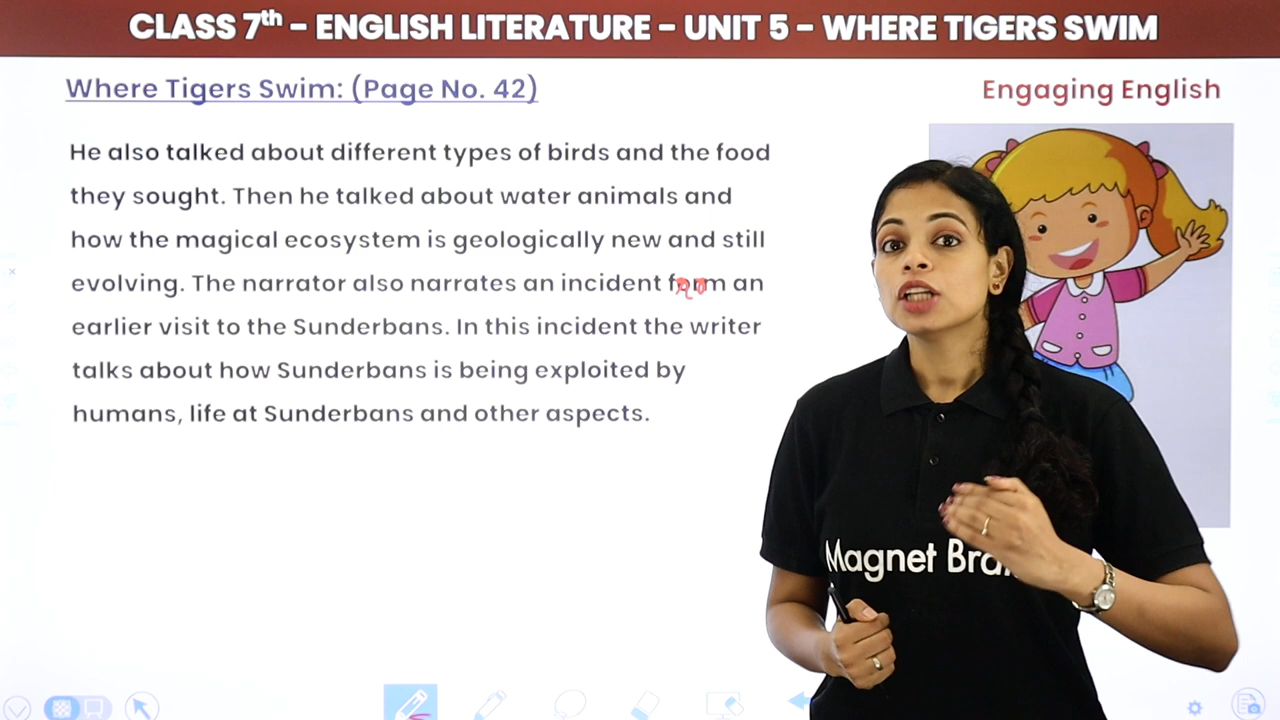 CLASS 7th - ENGLISH LITERATURE - UNIT 5 - WHERE TIGERS SWIM
Where Tigers Swim: (Page No. 42)
Engaging English
He also talked about different types of birds and the food
they sought. Then he talked about water animals and
how the magical ecosystem is geologically new and still
evolving. The narrator also narrates an incident form an
earlier visit to the Sunderbans. In this incident the writer
talks about how Sunderbans is being exploited by
humans, life at Sunderbans and other aspects.
Magnet